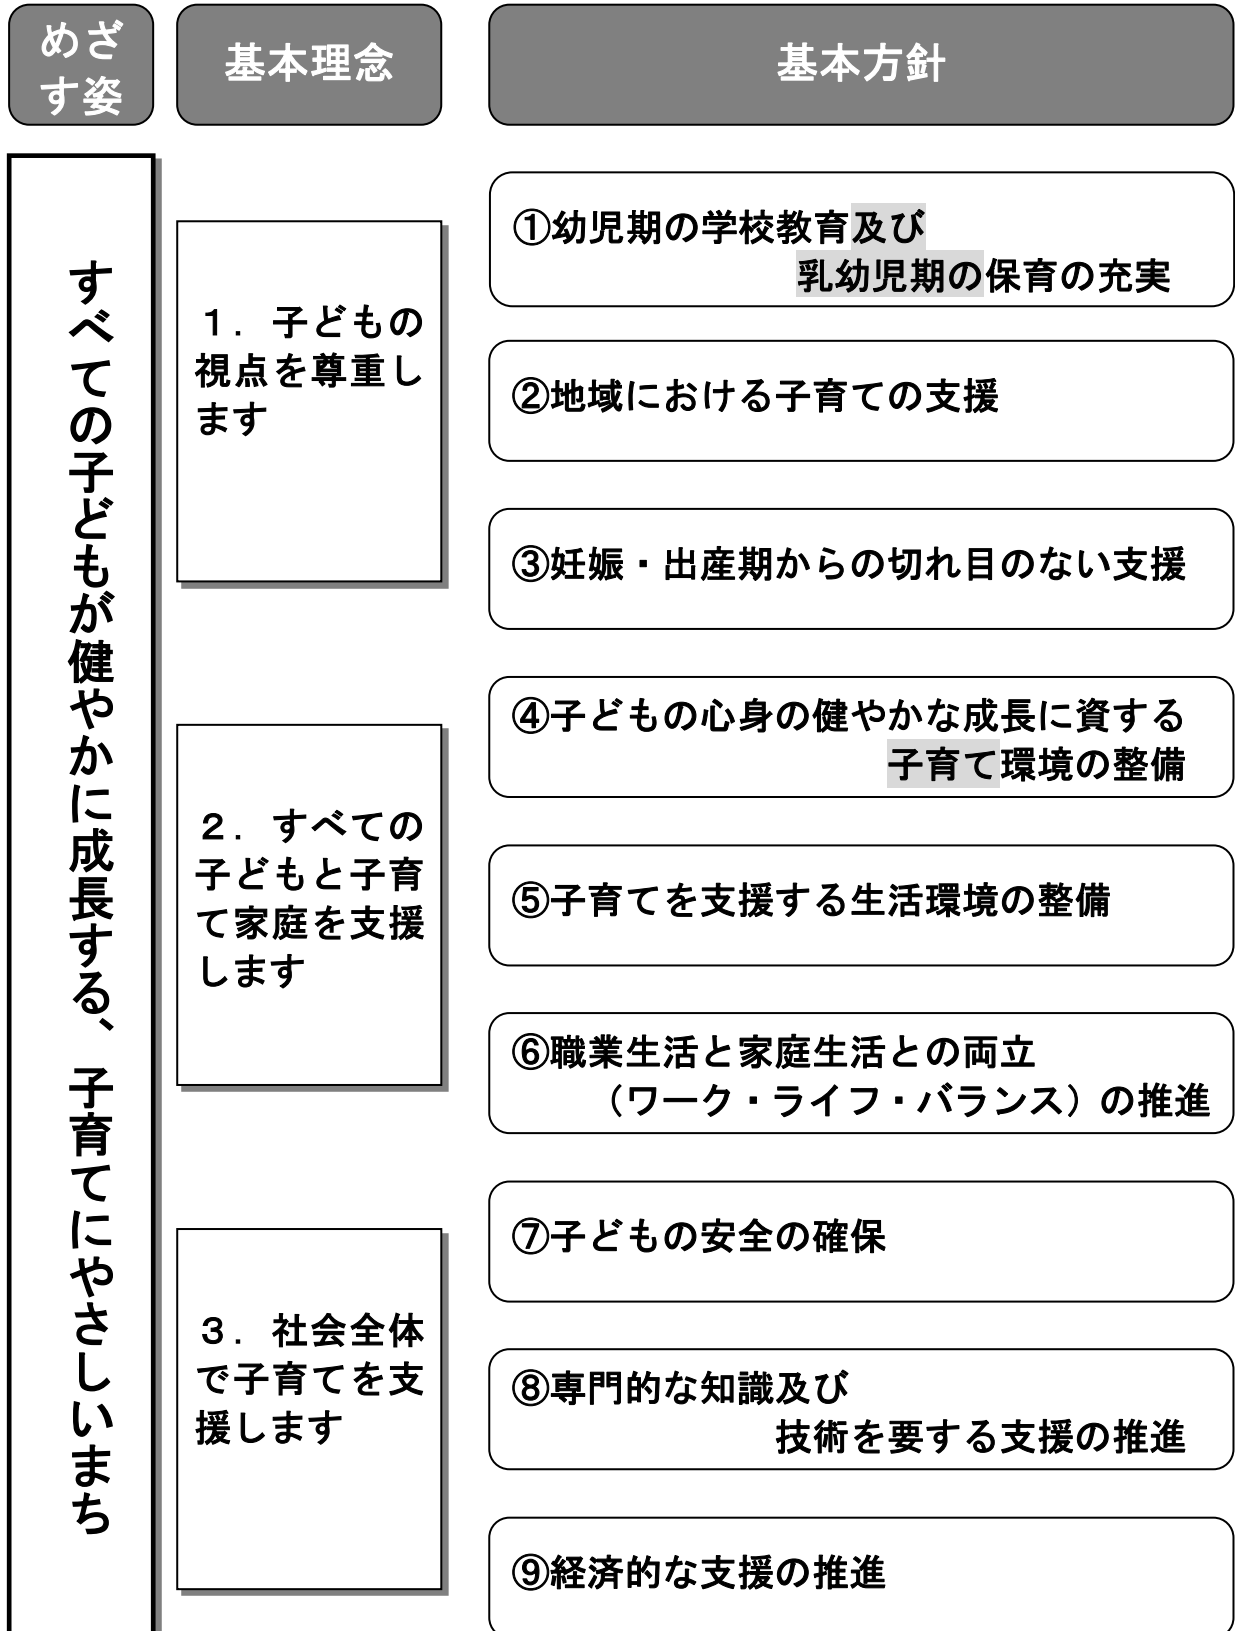 めざ
す姿
基本理念
基本方針
すべての子どもが健やかに成長する、子育てにやさしいまち
１．子どもの
視点を尊重し
ます
２．すべての
子どもと子育
て家庭を支援
します
３．社会全体
で子育てを支
援します
①幼児期の学校教育及び
乳幼児期の保育の充実
②地域における子育ての支援
③妊娠・出産期からの切れ目のない支援
④子どもの心身の健やかな成長に資する
子育て環境の整備
⑤子育てを支援する生活環境の整備
⑥職業生活と家庭生活との両立
（ワーク・ライフ・バランス）の推進
⑦子どもの安全の確保
⑧専門的な知識及び
技術を要する支援の推進
⑨経済的な支援の推進